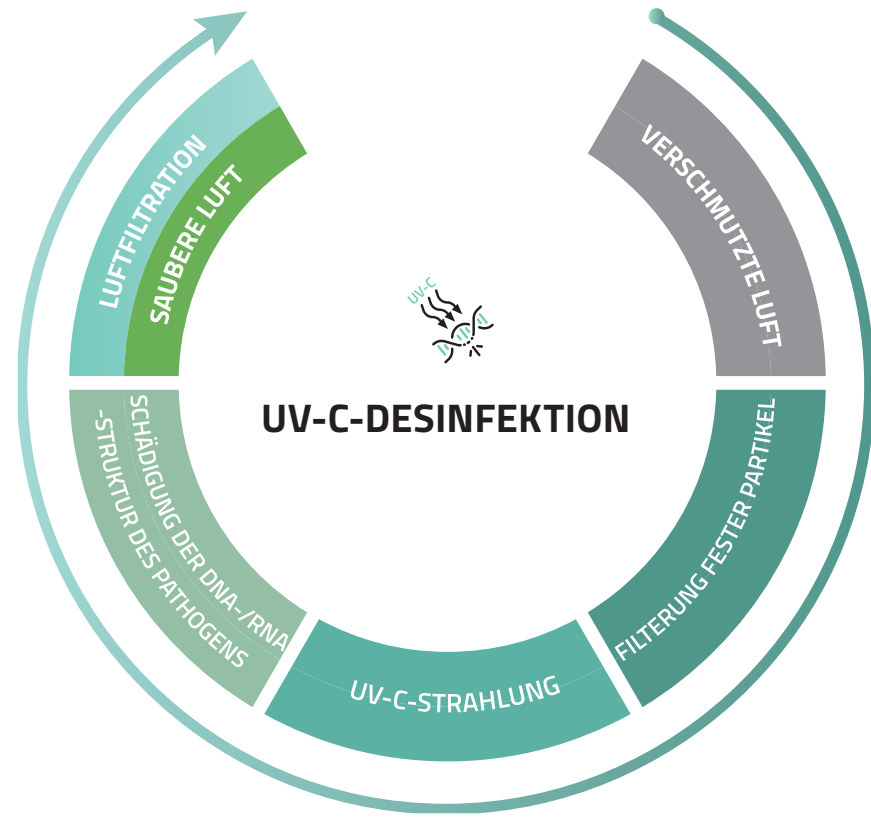 VERSCHMUTZTE LUFT
FILTERUNG FESTER PARTIKEL
UV-C-STRAHLUNG
SCHÄDIGUNG DER DNA-/RNA
-STRUKTUR DES PATHOGENS
LUFTFILTRATION
SAUBERE LUFT
UV-C
UV-C-DESINFEKTION